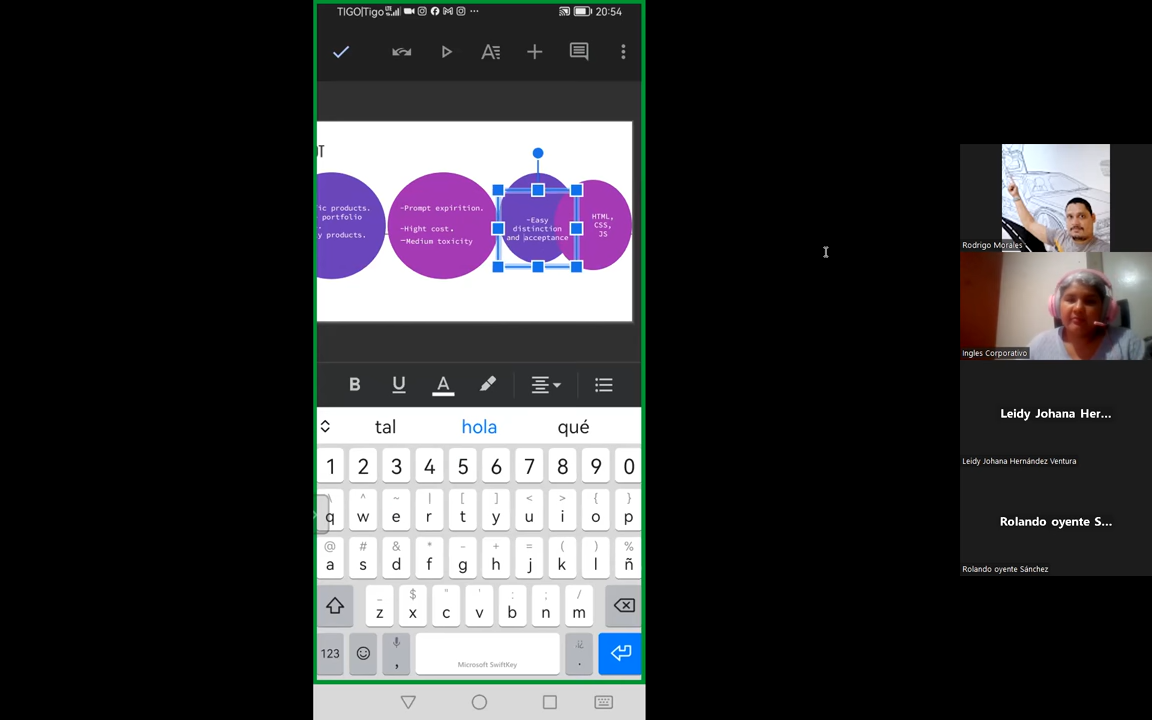 TIGO|Tigo
20:54
ic products.
portfolio
y products.
-Prompt expirition.
-Hight cost.
-Medium toxicity
-Easy
distinction
and acceptance
HTML,
CSS,
JS
B U A
tal hola qué
1 2 3 4 5 6 7 8 9 0
\ ^ ~ | [ ] < > { }
q w e r t y u i o p
@ # & * - + = ( ) %
a s d f g h j k l ñ
_ $ " ' : ; /
z x c v b n m
123 , .
Microsoft SwiftKey
Rodrigo Morales
Ingles Corporativo
Leidy Johana Her...
Leidy Johana Hernández Ventura
Rolando oyente S...
Rolando oyente Sánchez